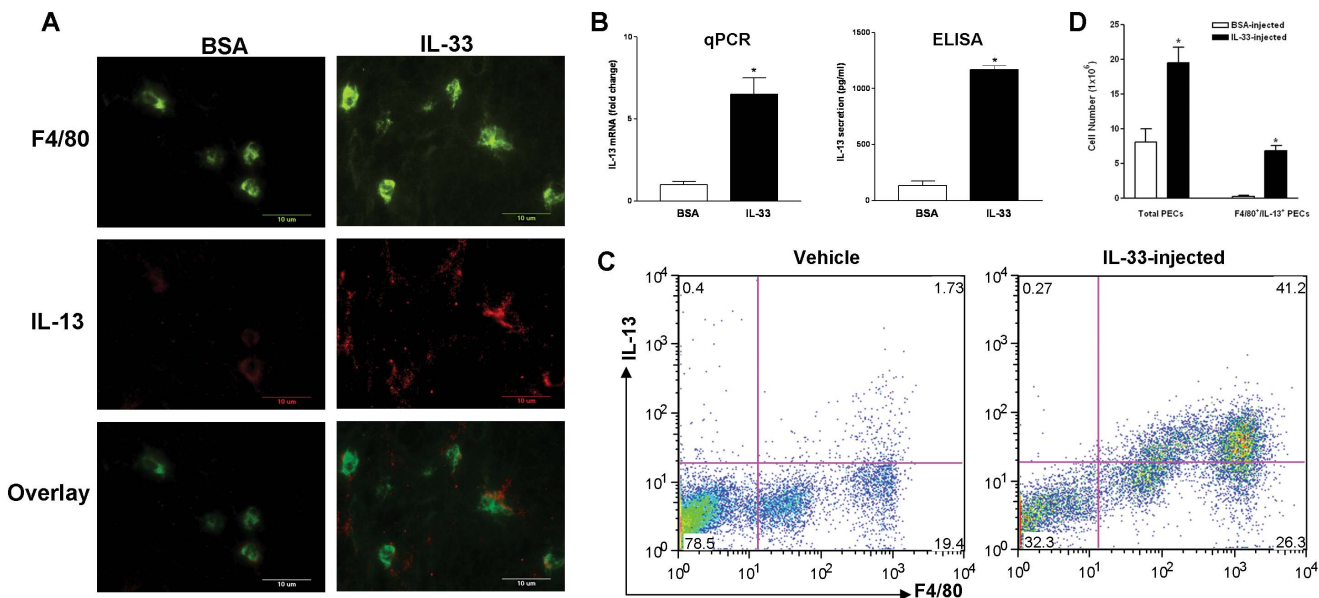 A
BSA
IL-33
F4/80
10 um
10 um
IL-13
10 um
10 um
Overlay
10 um
10 um
B
qPCR
IL-13 mRNA (fold change)
10
5
0
*
BSA
IL-33
ELISA
IL-13 secretion (pg/ml)
1500
1000
500
0
*
BSA
IL-33
D
BSA-injected
IL-33-injected
Cell Number (1x10⁶)
25
20
15
10
5
0
*
*
Total PECs
F4/80⁺/IL-13⁺ PECs
C
Vehicle
IL-13
10⁴
10³
10²
10¹
10⁰
0.4
1.73
78.5
19.4
10⁰ 10¹ 10² 10³ 10⁴
F4/80
IL-33-injected
10⁴
10³
10²
10¹
10⁰
0.27
41.2
32.3
26.3
10⁰ 10¹ 10² 10³ 10⁴